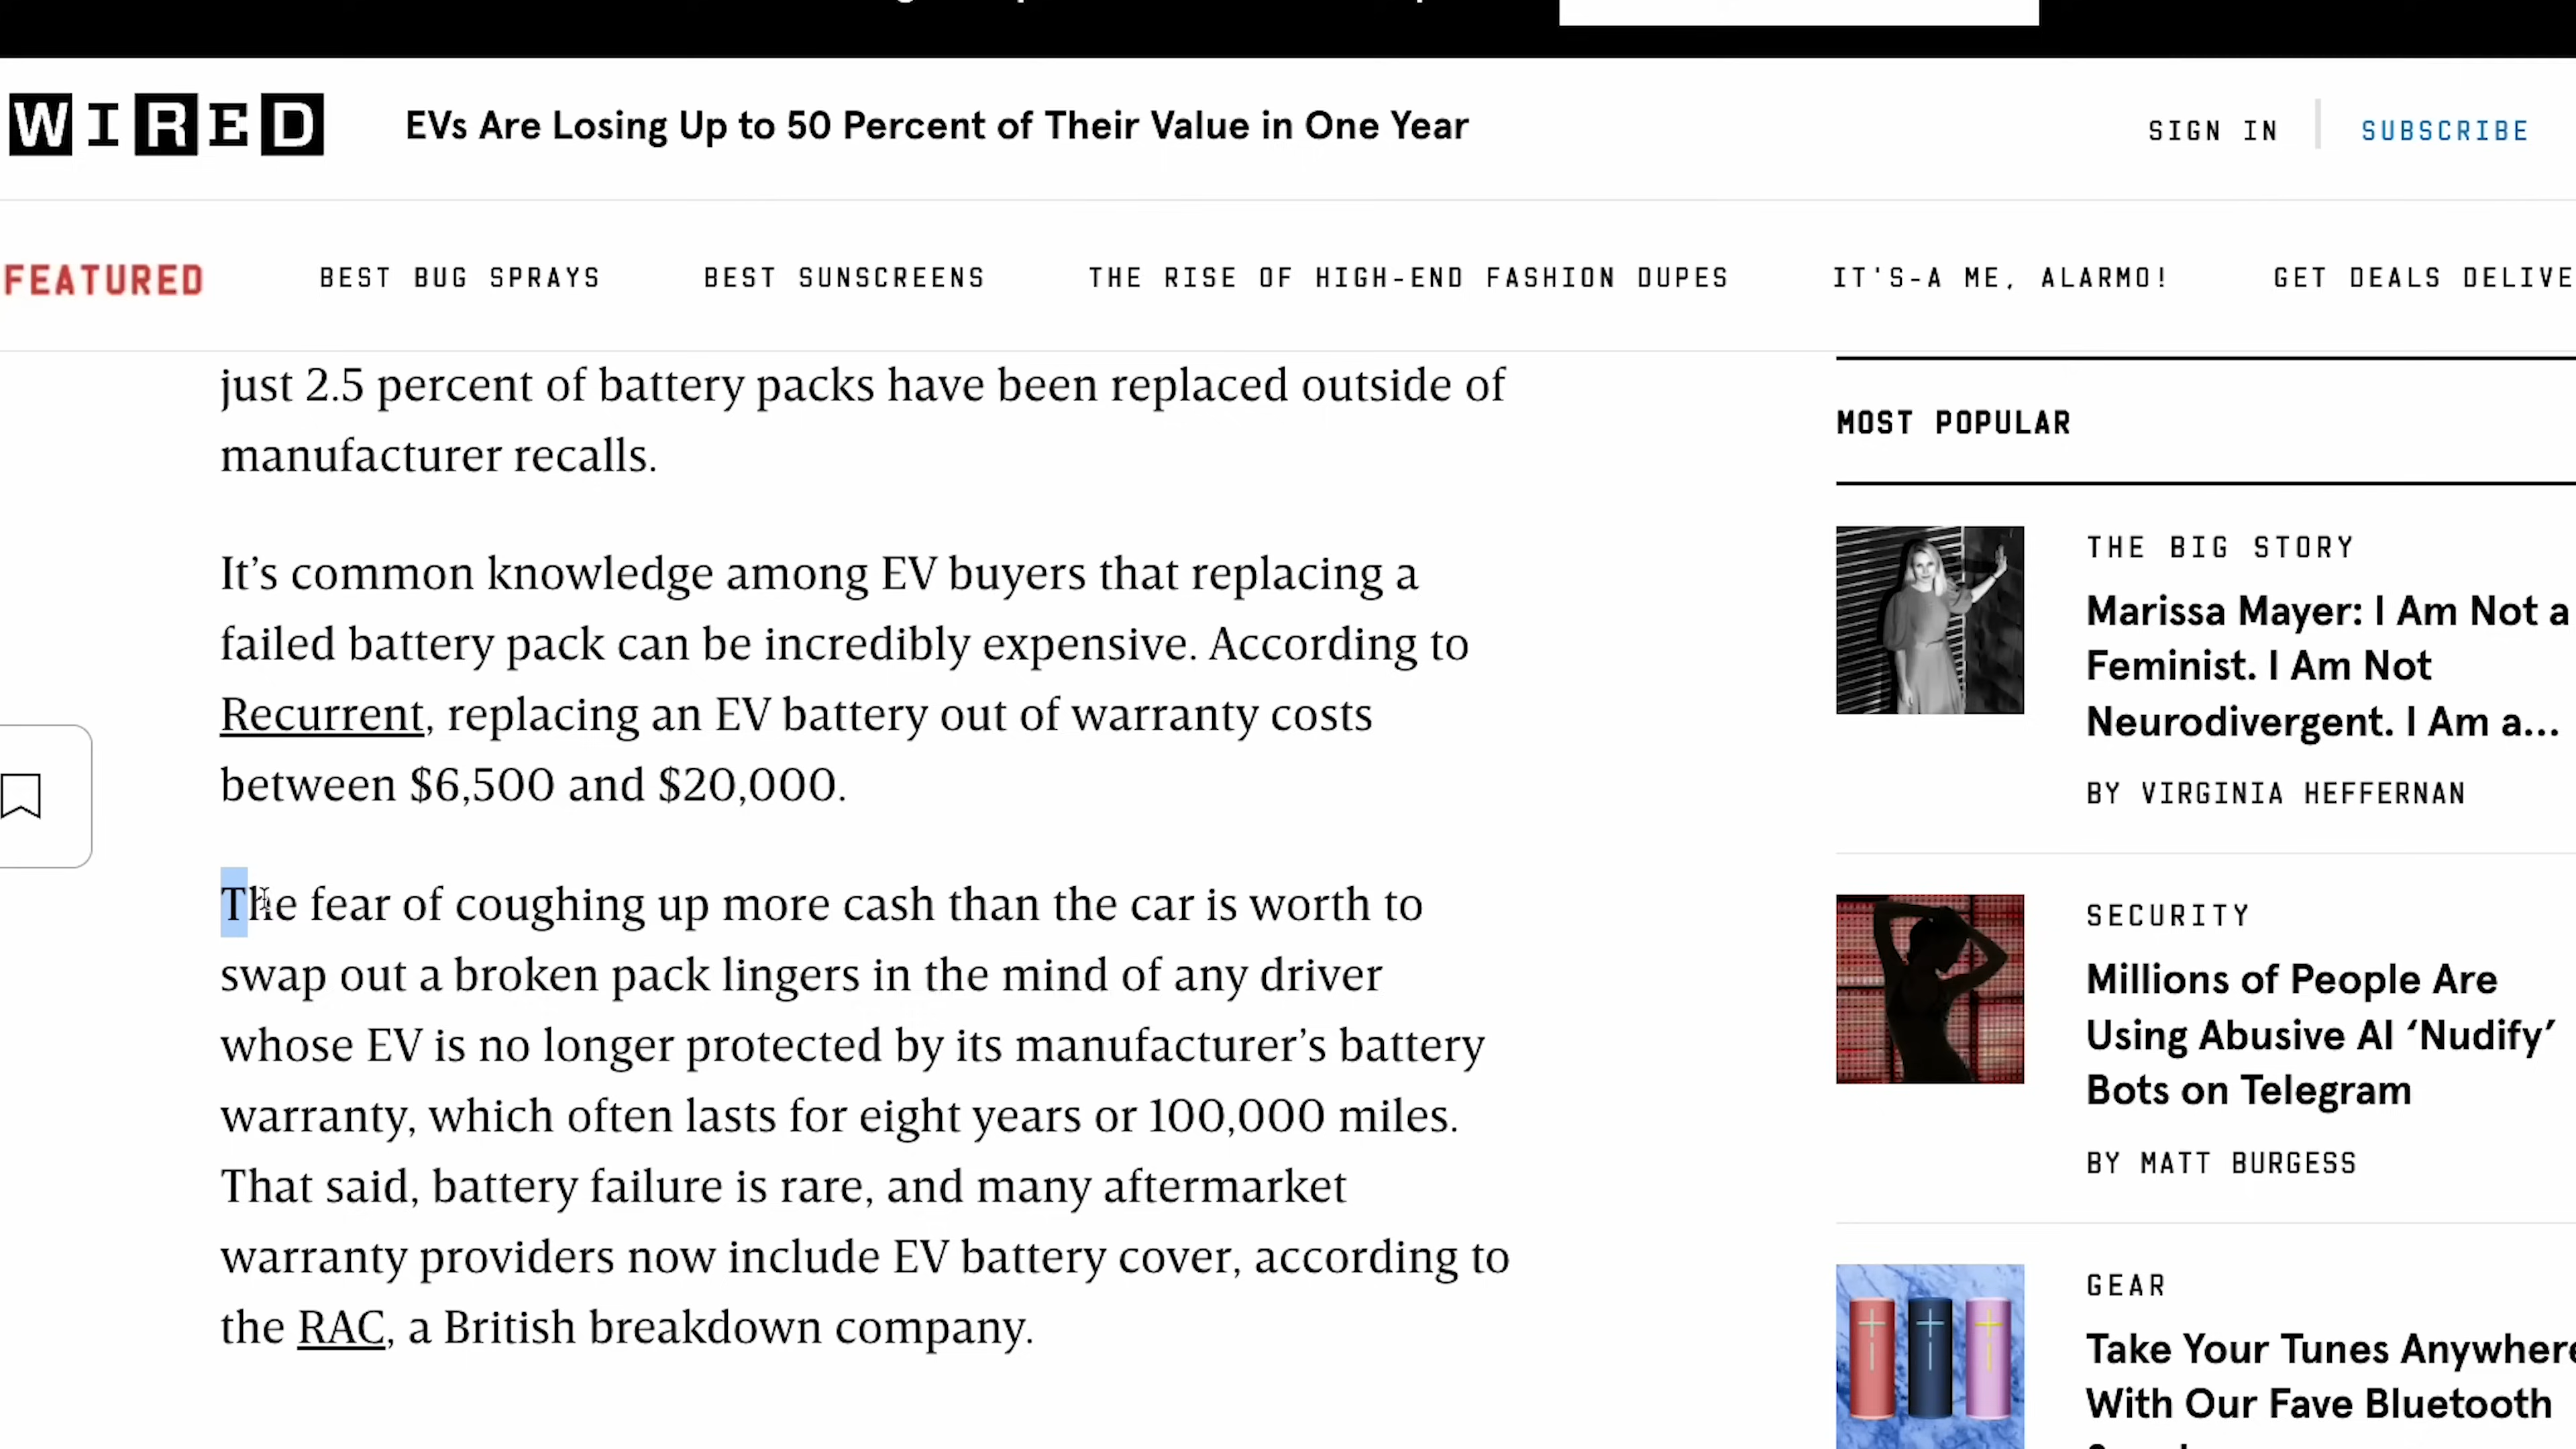 WIRED
EVs Are Losing Up to 50 Percent of Their Value in One Year
SIGN IN
SUBSCRIBE
FEATURED
BEST BUG SPRAYS
BEST SUNSCREENS
THE RISE OF HIGH-END FASHION DUPES
IT'S-A ME, ALARMO!
GET DEALS DELIVE
just 2.5 percent of battery packs have been replaced outside of
manufacturer recalls.
It’s common knowledge among EV buyers that replacing a
failed battery pack can be incredibly expensive. According to
Recurrent, replacing an EV battery out of warranty costs
between $6,500 and $20,000.
The fear of coughing up more cash than the car is worth to
swap out a broken pack lingers in the mind of any driver
whose EV is no longer protected by its manufacturer’s battery
warranty, which often lasts for eight years or 100,000 miles.
That said, battery failure is rare, and many aftermarket
warranty providers now include EV battery cover, according to
the RAC, a British breakdown company.
MOST POPULAR
THE BIG STORY
Marissa Mayer: I Am Not a
Feminist. I Am Not
Neurodivergent. I Am a...
BY VIRGINIA HEFFERNAN
SECURITY
Millions of People Are
Using Abusive AI ‘Nudify’
Bots on Telegram
BY MATT BURGESS
GEAR
Take Your Tunes Anywhere
With Our Fave Bluetooth